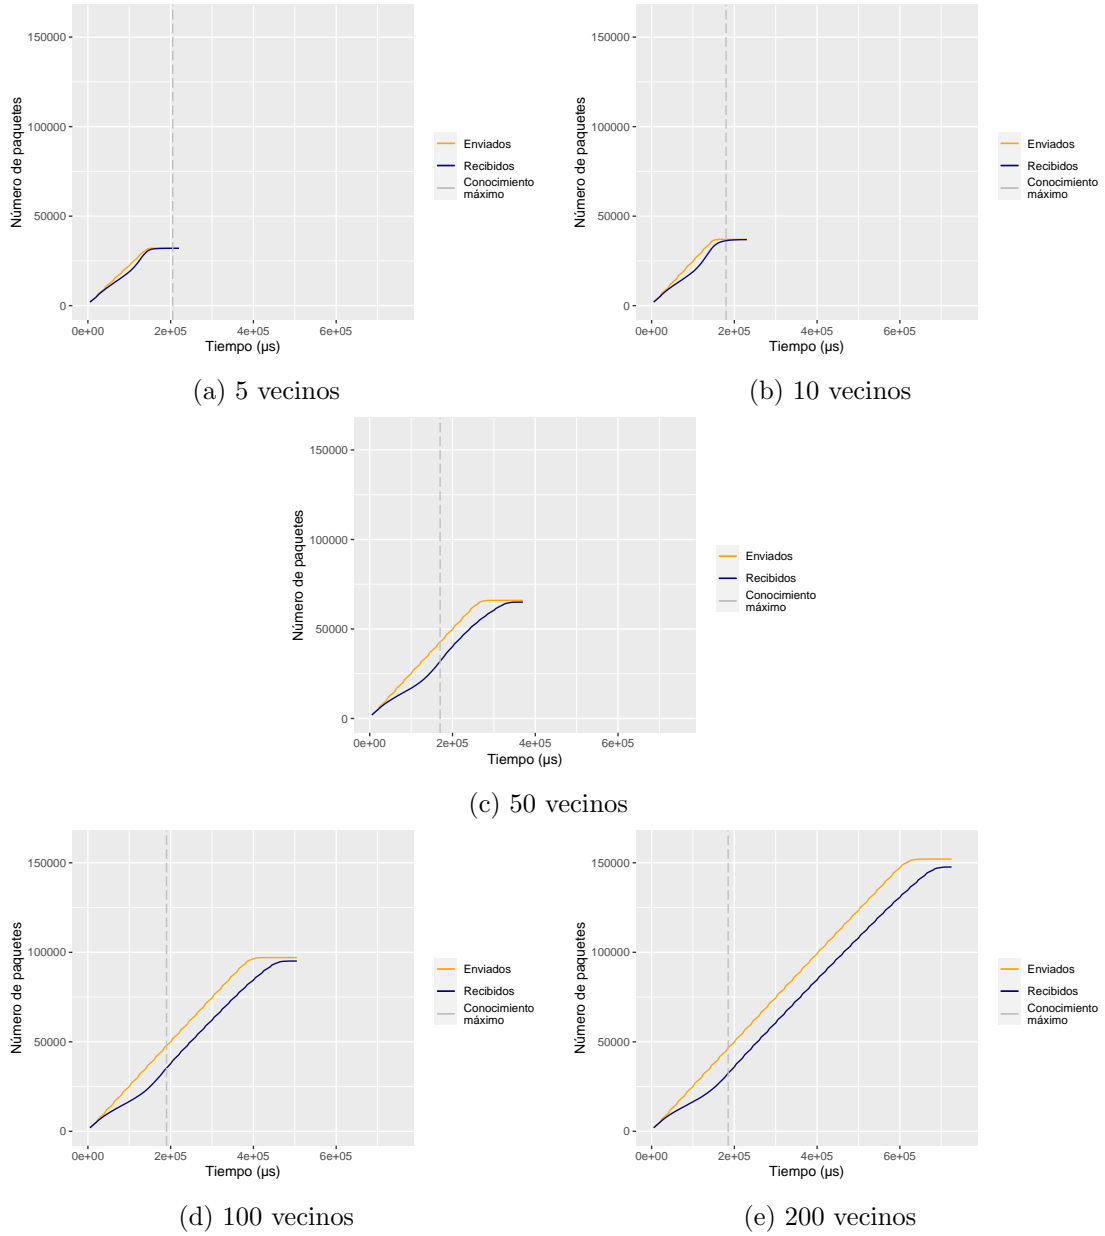 150000
100000
50000
0
Número de paquetes
0e+00 2e+05 4e+05 6e+05
Tiempo (µs)
Enviados
Recibidos
Conocimiento
máximo
(a) 5 vecinos
150000
100000
50000
0
Número de paquetes
0e+00 2e+05 4e+05 6e+05
Tiempo (µs)
Enviados
Recibidos
Conocimiento
máximo
(b) 10 vecinos
150000
100000
50000
0
Número de paquetes
0e+00 2e+05 4e+05 6e+05
Tiempo (µs)
Enviados
Recibidos
Conocimiento
máximo
(c) 50 vecinos
150000
100000
50000
0
Número de paquetes
0e+00 2e+05 4e+05 6e+05
Tiempo (µs)
Enviados
Recibidos
Conocimiento
máximo
(d) 100 vecinos
150000
100000
50000
0
Número de paquetes
0e+00 2e+05 4e+05 6e+05
Tiempo (µs)
Enviados
Recibidos
Conocimiento
máximo
(e) 200 vecinos